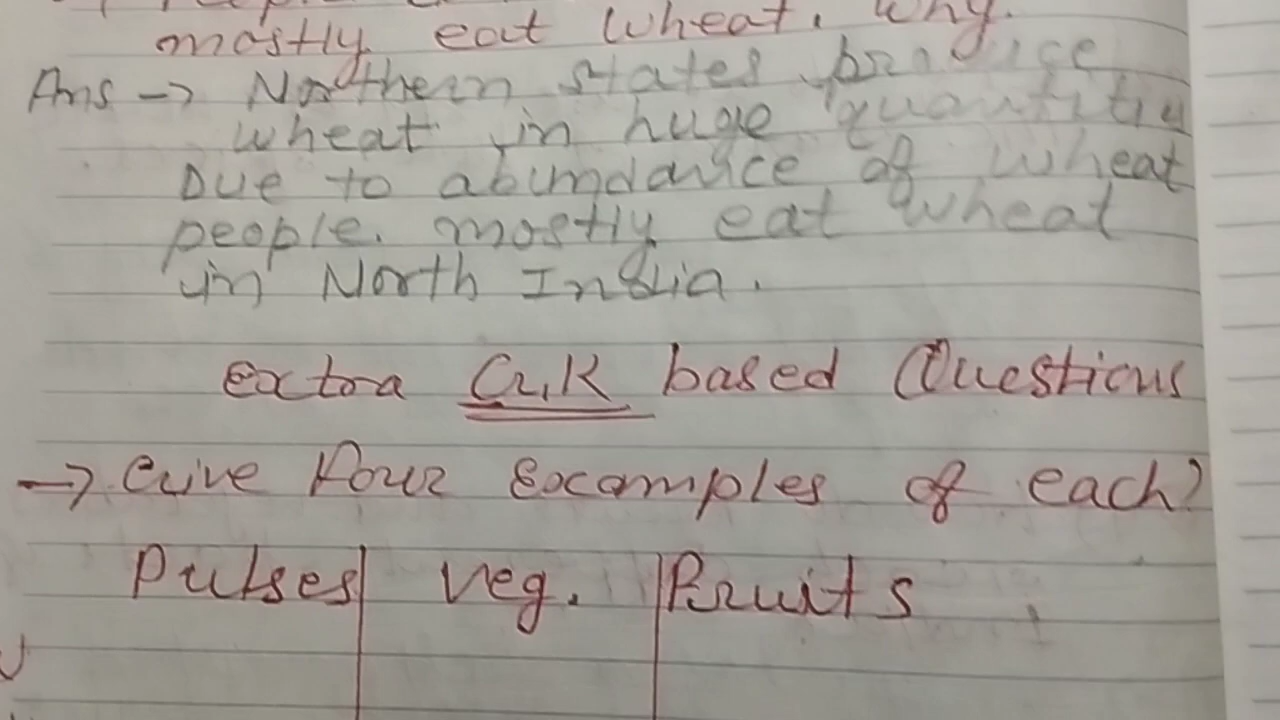 mostly eat wheat. Why.
Ans → Northern states produce
wheat in huge quantitiy
Due to abundance of wheat
people. mostly eat wheat
in North India.
extra G.K based Questions
→ Give Four Examples of each?
Pulses | veg. | Fruits